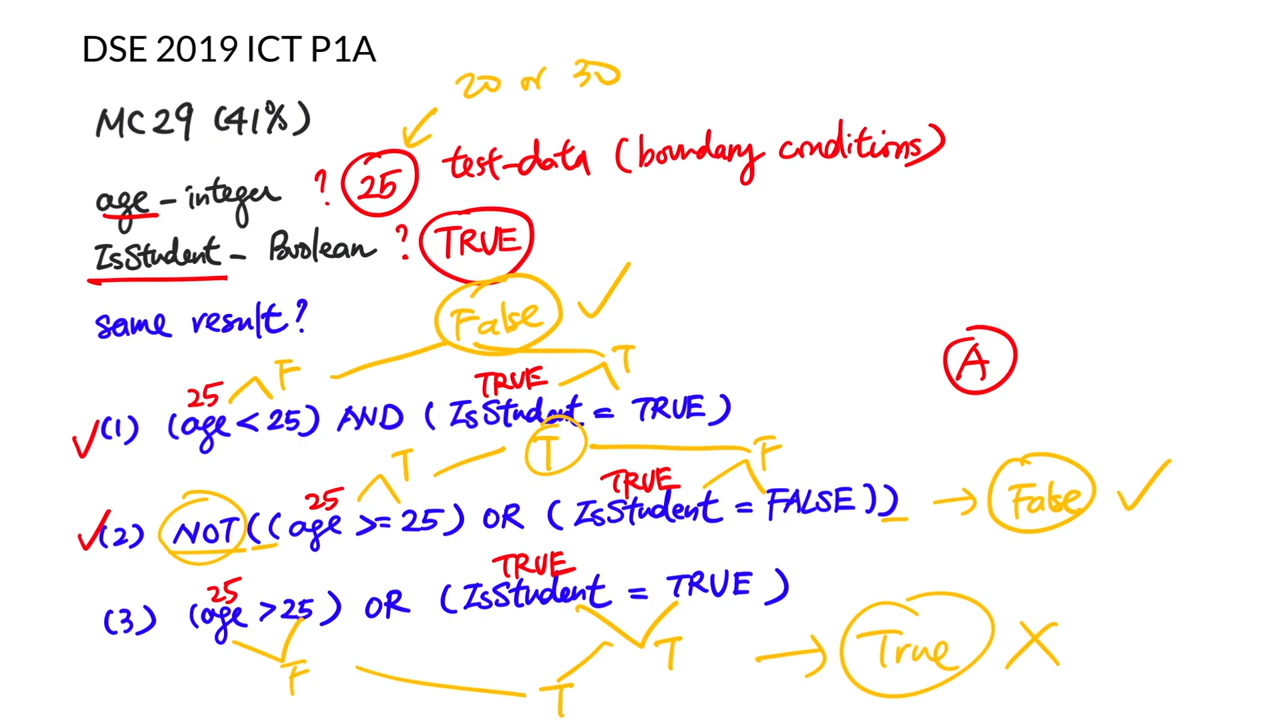 DSE 2019 ICT P1A
20 or 30
MC 29 (41%)
age - integer ? 25 test-data (boundary conditions)
IsStudent - Boolean ? TRUE
same result? False
F T
25 TRUE A
(1) (age < 25) AND (IsStudent = TRUE)
T T F
25 TRUE
(2) NOT((age >= 25) OR (IsStudent = FALSE)) → False
25 TRUE
(3) (age > 25) OR (IsStudent = TRUE)
F T T → True